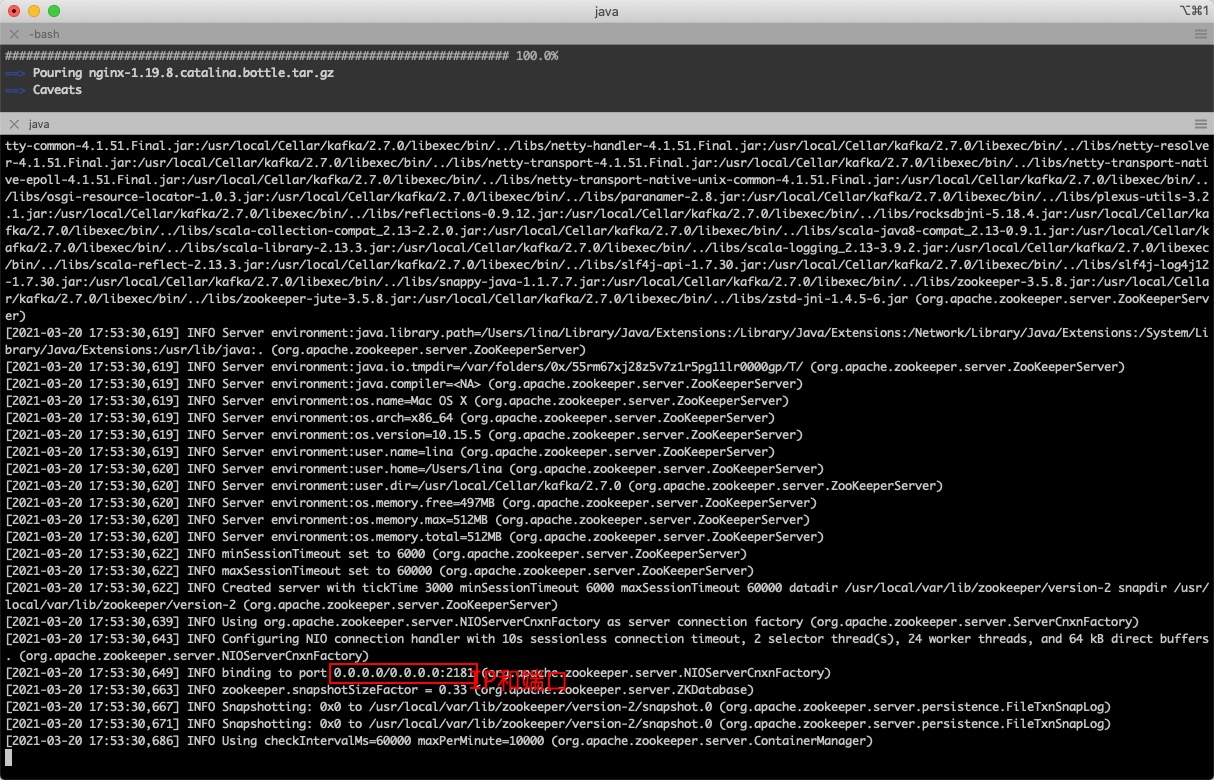 java
⌥⌘1
-bash
####################################################################### 100.0%
==> Pouring nginx-1.19.8.catalina.bottle.tar.gz
==> Caveats
java
tty-common-4.1.51.Final.jar:/usr/local/Cellar/kafka/2.7.0/libexec/bin/../libs/netty-handler-4.1.51.Final.jar:/usr/local/Cellar/kafka/2.7.0/libexec/bin/../libs/netty-resolve
r-4.1.51.Final.jar:/usr/local/Cellar/kafka/2.7.0/libexec/bin/../libs/netty-transport-4.1.51.Final.jar:/usr/local/Cellar/kafka/2.7.0/libexec/bin/../libs/netty-transport-nati
ve-epoll-4.1.51.Final.jar:/usr/local/Cellar/kafka/2.7.0/libexec/bin/../libs/netty-transport-native-unix-common-4.1.51.Final.jar:/usr/local/Cellar/kafka/2.7.0/libexec/bin/..
/libs/osgi-resource-locator-1.0.3.jar:/usr/local/Cellar/kafka/2.7.0/libexec/bin/../libs/paranamer-2.8.jar:/usr/local/Cellar/kafka/2.7.0/libexec/bin/../libs/plexus-utils-3.2
.1.jar:/usr/local/Cellar/kafka/2.7.0/libexec/bin/../libs/reflections-0.9.12.jar:/usr/local/Cellar/kafka/2.7.0/libexec/bin/../libs/rocksdbjni-5.18.4.jar:/usr/local/Cellar/ka
fka/2.7.0/libexec/bin/../libs/scala-collection-compat_2.13-2.2.0.jar:/usr/local/Cellar/kafka/2.7.0/libexec/bin/../libs/scala-java8-compat_2.13-0.9.1.jar:/usr/local/Cellar/k
afka/2.7.0/libexec/bin/../libs/scala-library-2.13.3.jar:/usr/local/Cellar/kafka/2.7.0/libexec/bin/../libs/scala-logging_2.13-3.9.2.jar:/usr/local/Cellar/kafka/2.7.0/libexec
/bin/../libs/scala-reflect-2.13.3.jar:/usr/local/Cellar/kafka/2.7.0/libexec/bin/../libs/slf4j-api-1.7.30.jar:/usr/local/Cellar/kafka/2.7.0/libexec/bin/../libs/slf4j-log4j12
-1.7.30.jar:/usr/local/Cellar/kafka/2.7.0/libexec/bin/../libs/snappy-java-1.1.7.7.jar:/usr/local/Cellar/kafka/2.7.0/libexec/bin/../libs/zookeeper-3.5.8.jar:/usr/local/Cella
r/kafka/2.7.0/libexec/bin/../libs/zookeeper-jute-3.5.8.jar:/usr/local/Cellar/kafka/2.7.0/libexec/bin/../libs/zstd-jni-1.4.5-6.jar (org.apache.zookeeper.server.ZooKeeperServ
er)
[2021-03-20 17:53:30,619] INFO Server environment:java.library.path=/Users/lina/Library/Java/Extensions:/Library/Java/Extensions:/Network/Library/Java/Extensions:/System/Li
brary/Java/Extensions:/usr/lib/java:. (org.apache.zookeeper.server.ZooKeeperServer)
[2021-03-20 17:53:30,619] INFO Server environment:java.io.tmpdir=/var/folders/0x/55rm67xj28z5v7z1r5pg11lr0000gp/T/ (org.apache.zookeeper.server.ZooKeeperServer)
[2021-03-20 17:53:30,619] INFO Server environment:java.compiler=<NA> (org.apache.zookeeper.server.ZooKeeperServer)
[2021-03-20 17:53:30,619] INFO Server environment:os.name=Mac OS X (org.apache.zookeeper.server.ZooKeeperServer)
[2021-03-20 17:53:30,619] INFO Server environment:os.arch=x86_64 (org.apache.zookeeper.server.ZooKeeperServer)
[2021-03-20 17:53:30,619] INFO Server environment:os.version=10.15.5 (org.apache.zookeeper.server.ZooKeeperServer)
[2021-03-20 17:53:30,619] INFO Server environment:user.name=lina (org.apache.zookeeper.server.ZooKeeperServer)
[2021-03-20 17:53:30,620] INFO Server environment:user.home=/Users/lina (org.apache.zookeeper.server.ZooKeeperServer)
[2021-03-20 17:53:30,620] INFO Server environment:user.dir=/usr/local/Cellar/kafka/2.7.0 (org.apache.zookeeper.server.ZooKeeperServer)
[2021-03-20 17:53:30,620] INFO Server environment:os.memory.free=497MB (org.apache.zookeeper.server.ZooKeeperServer)
[2021-03-20 17:53:30,620] INFO Server environment:os.memory.max=512MB (org.apache.zookeeper.server.ZooKeeperServer)
[2021-03-20 17:53:30,620] INFO Server environment:os.memory.total=512MB (org.apache.zookeeper.server.ZooKeeperServer)
[2021-03-20 17:53:30,622] INFO minSessionTimeout set to 6000 (org.apache.zookeeper.server.ZooKeeperServer)
[2021-03-20 17:53:30,622] INFO maxSessionTimeout set to 60000 (org.apache.zookeeper.server.ZooKeeperServer)
[2021-03-20 17:53:30,622] INFO Created server with tickTime 3000 minSessionTimeout 6000 maxSessionTimeout 60000 datadir /usr/local/var/lib/zookeeper/version-2 snapdir /usr/
local/var/lib/zookeeper/version-2 (org.apache.zookeeper.server.ZooKeeperServer)
[2021-03-20 17:53:30,639] INFO Using org.apache.zookeeper.server.NIOServerCnxnFactory as server connection factory (org.apache.zookeeper.server.ServerCnxnFactory)
[2021-03-20 17:53:30,643] INFO Configuring NIO connection handler with 10s sessionless connection timeout, 2 selector thread(s), 24 worker threads, and 64 kB direct buffers
. (org.apache.zookeeper.server.NIOServerCnxnFactory)
[2021-03-20 17:53:30,649] INFO binding to port 0.0.0.0/0.0.0.0:2181 (org.apache.zookeeper.server.NIOServerCnxnFactory)
IP和端口
[2021-03-20 17:53:30,663] INFO zookeeper.snapshotSizeFactor = 0.33 (org.apache.zookeeper.server.ZKDatabase)
[2021-03-20 17:53:30,667] INFO Snapshotting: 0x0 to /usr/local/var/lib/zookeeper/version-2/snapshot.0 (org.apache.zookeeper.server.persistence.FileTxnSnapLog)
[2021-03-20 17:53:30,671] INFO Snapshotting: 0x0 to /usr/local/var/lib/zookeeper/version-2/snapshot.0 (org.apache.zookeeper.server.persistence.FileTxnSnapLog)
[2021-03-20 17:53:30,686] INFO Using checkIntervalMs=60000 maxPerMinute=10000 (org.apache.zookeeper.server.ContainerManager)